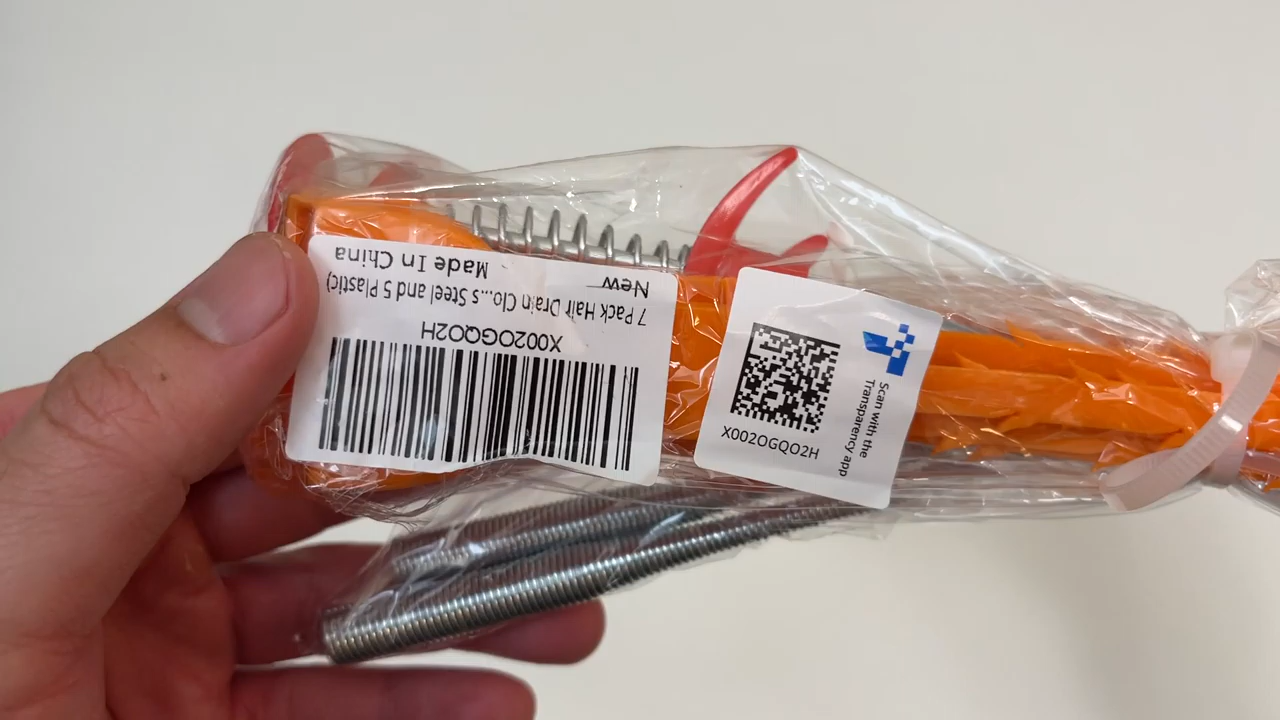 X002OGQO2H
7 Pack Hair Drain Clo...s Steel and 5 Plastic)
New
Made In China
Scan with the
Transparency app
X002OGQO2H